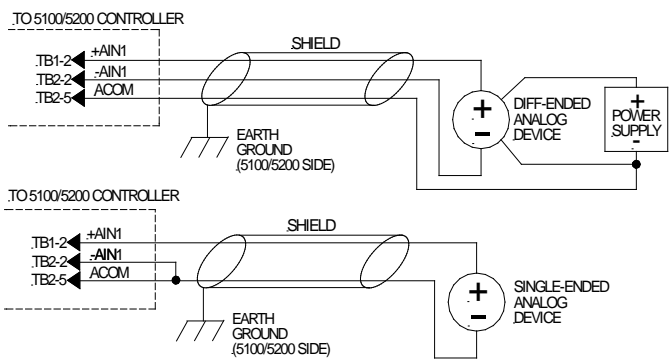 .TO 5100/5200 CONTROLLER
.SHIELD
.+AIN1
.TB1-2
.-AIN1
.TB2-2
ACOM
.TB2-5
EARTH
GROUND
(5100/5200 SIDE)
+
−
DIFF-ENDED
ANALOG
DEVICE
+
POWER
.SUPPLY
-
.TO 5100/5200 CONTROLLER
.SHIELD
.+AIN1
.TB1-2
-AIN1
.TB2-2
ACOM
.TB2-5
EARTH
GROUND
.(5100/5200 SIDE)
+
−
SINGLE-ENDED
ANALOG
DEVICE